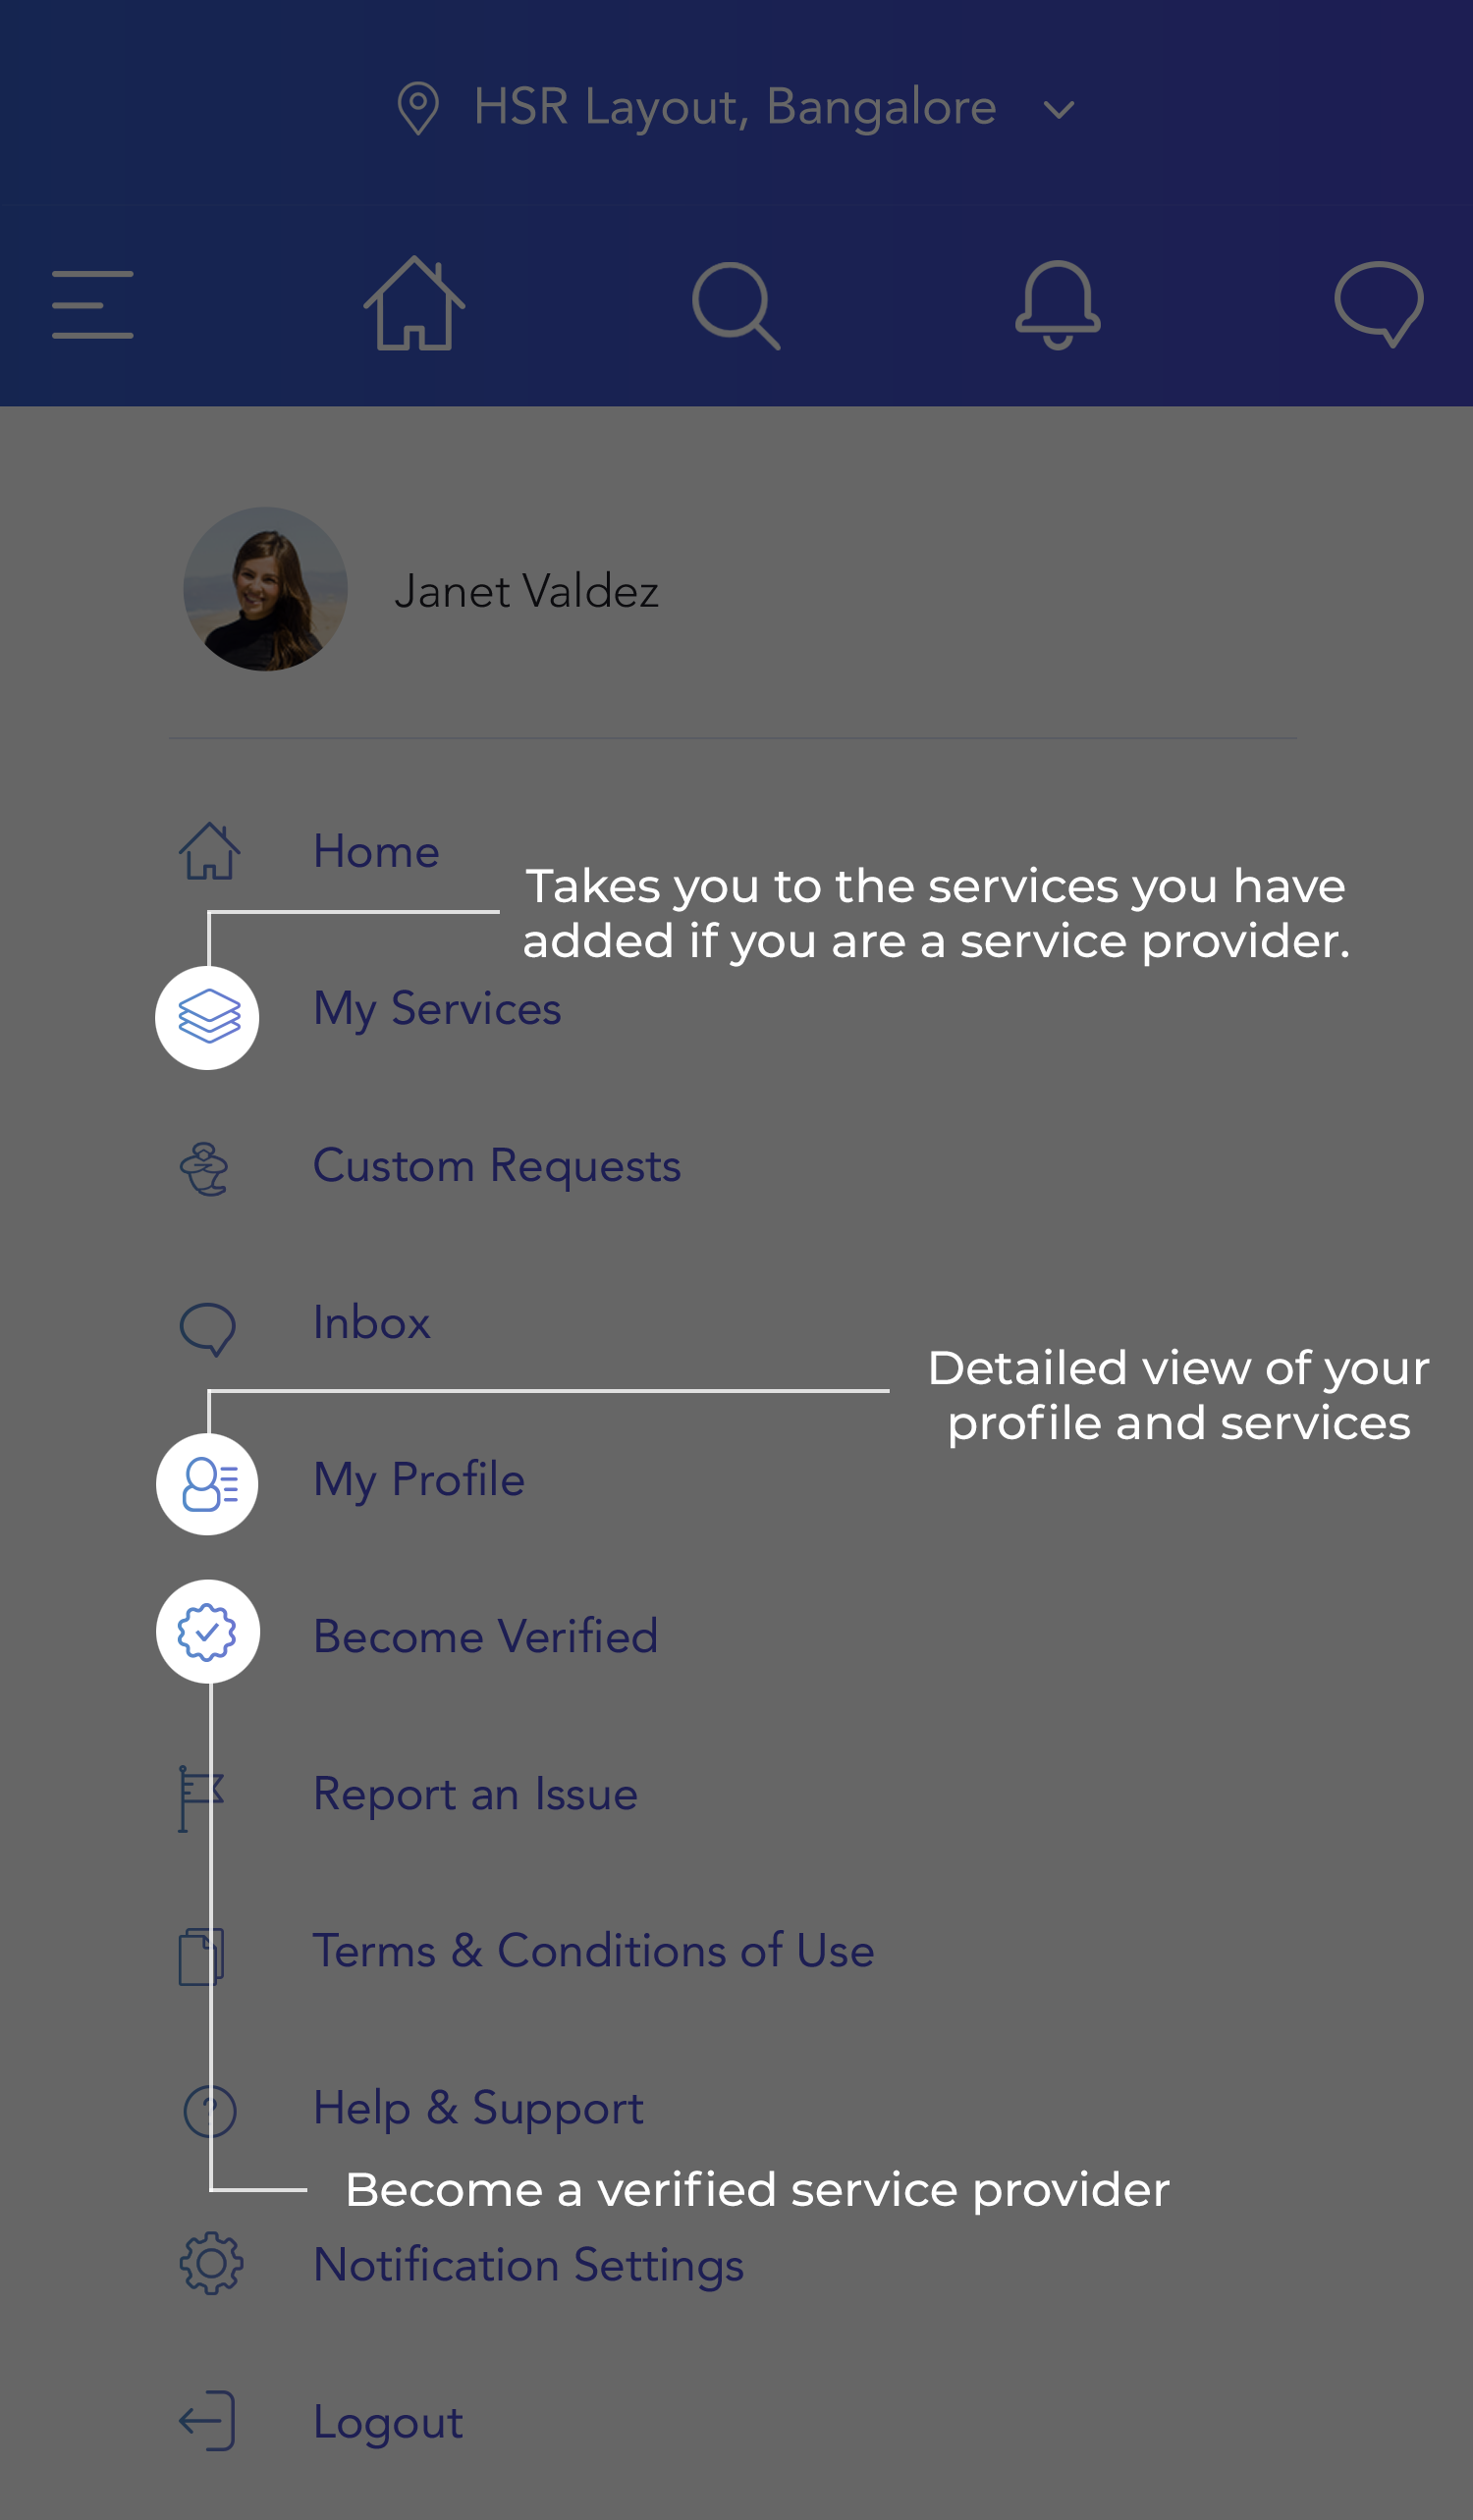 HSR Layout, Bangalore
Janet Valdez
Home
Takes you to the services you have
added if you are a service provider.
My Services
Custom Requests
Inbox
Detailed view of your
profile and services
My Profile
Become Verified
Report an Issue
Terms & Conditions of Use
Help & Support
Become a verified service provider
Notification Settings
Logout